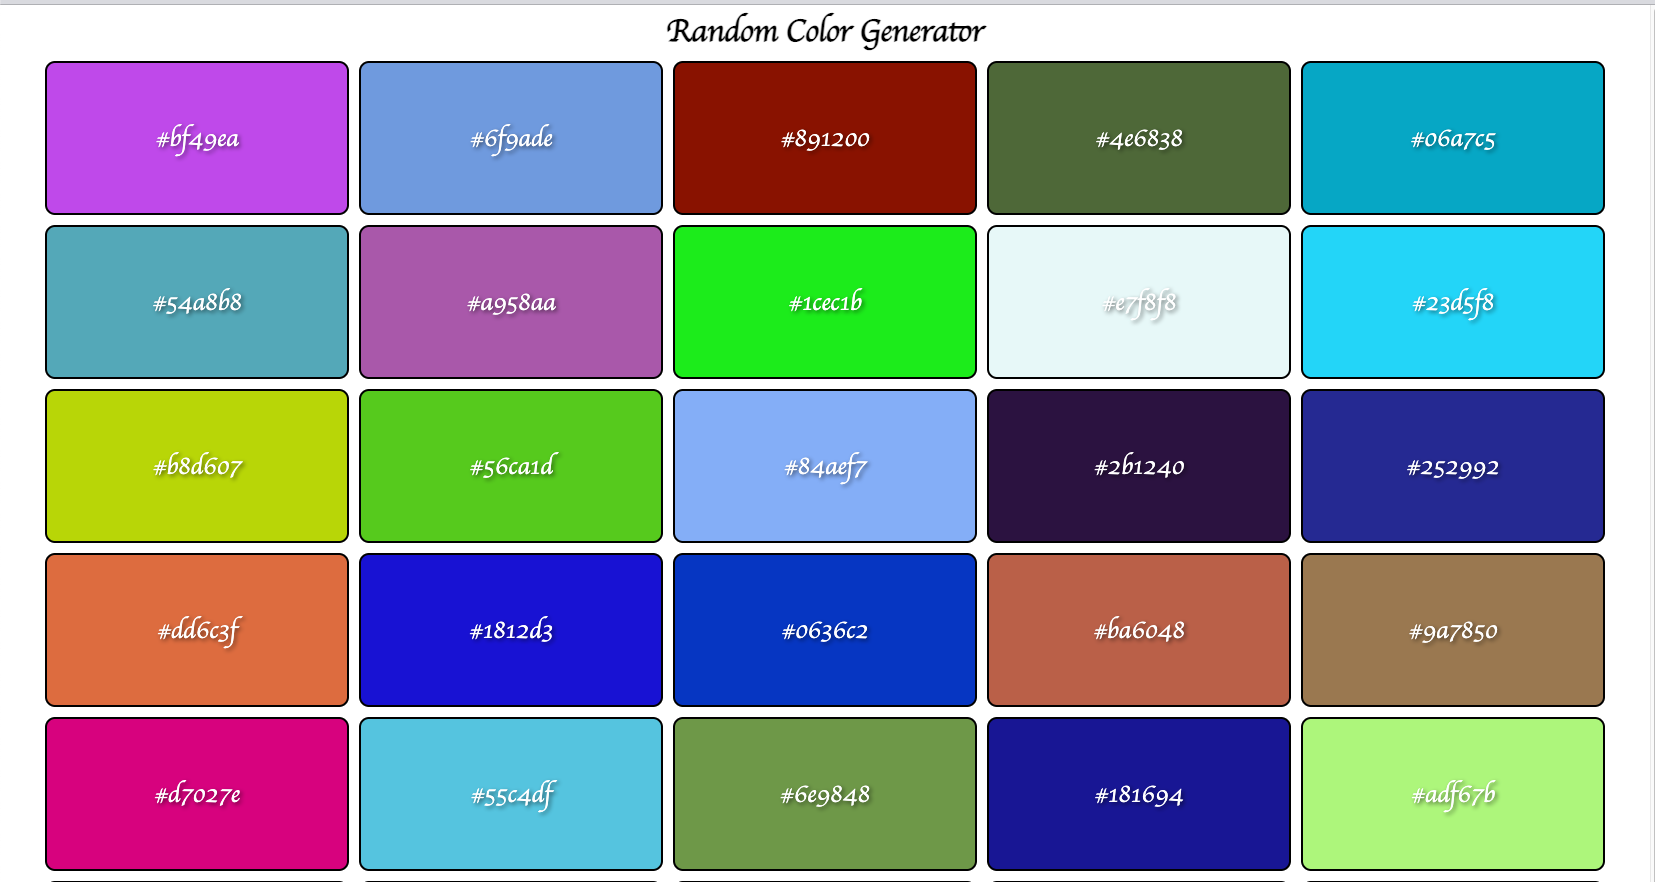 Random Color Generator
#bf49ea #6f9ade #891200 #4e6838 #06a7c5
#54a8b8 #a958aa #1cec1b #e7f8f8 #23d5f8
#b8d607 #56ca1d #84aef7 #2b1240 #252992
#dd6c3f #1812d3 #0636c2 #ba6048 #9a7850
#d7027e #55c4df #6e9848 #181694 #adf67b